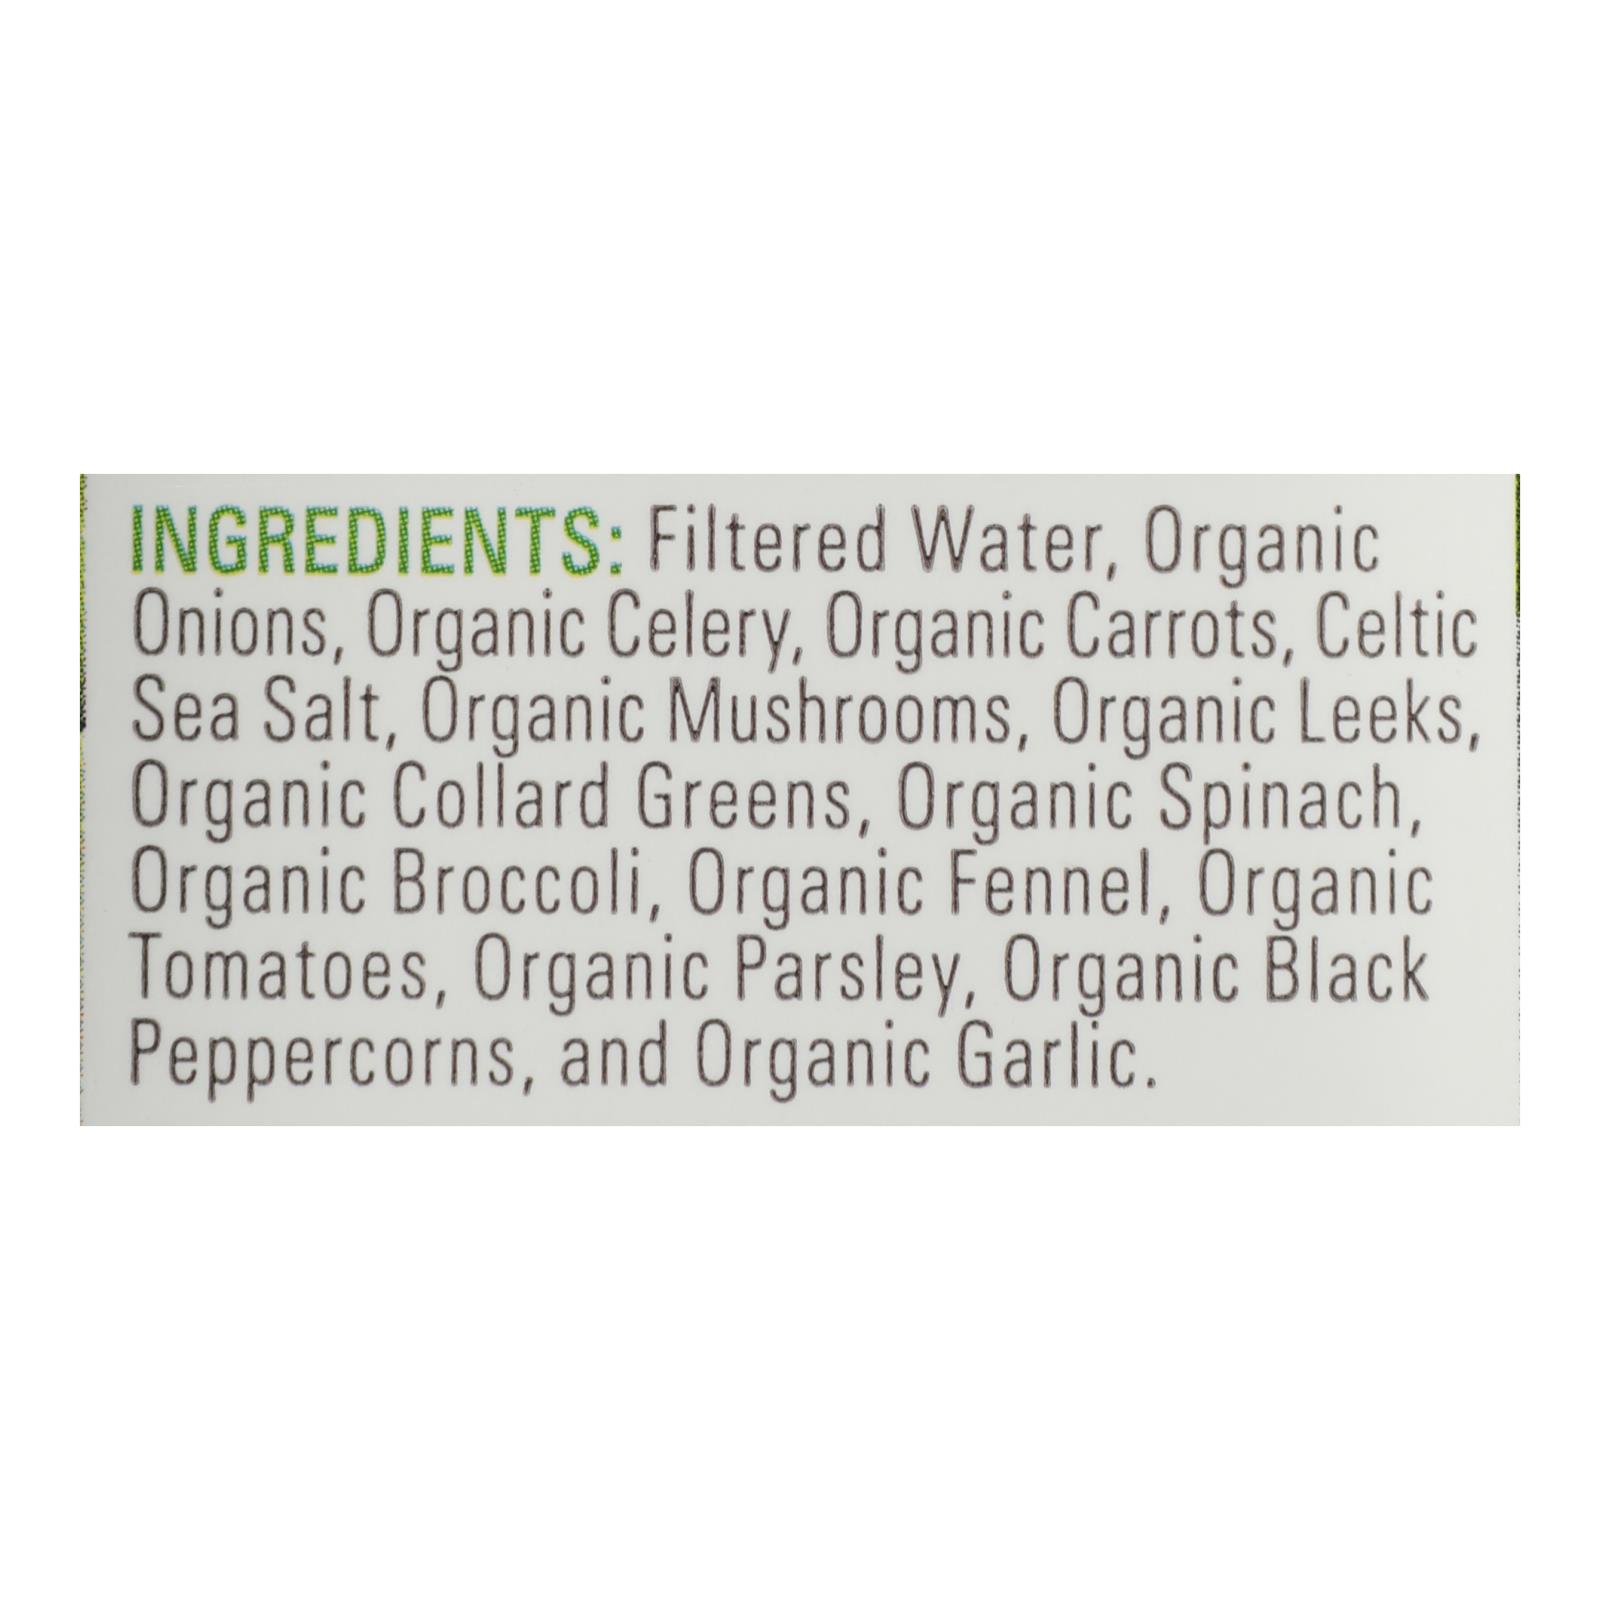 INGREDIENTS: Filtered Water, Organic
Onions, Organic Celery, Organic Carrots, Celtic
Sea Salt, Organic Mushrooms, Organic Leeks,
Organic Collard Greens, Organic Spinach,
Organic Broccoli, Organic Fennel, Organic
Tomatoes, Organic Parsley, Organic Black
Peppercorns, and Organic Garlic.